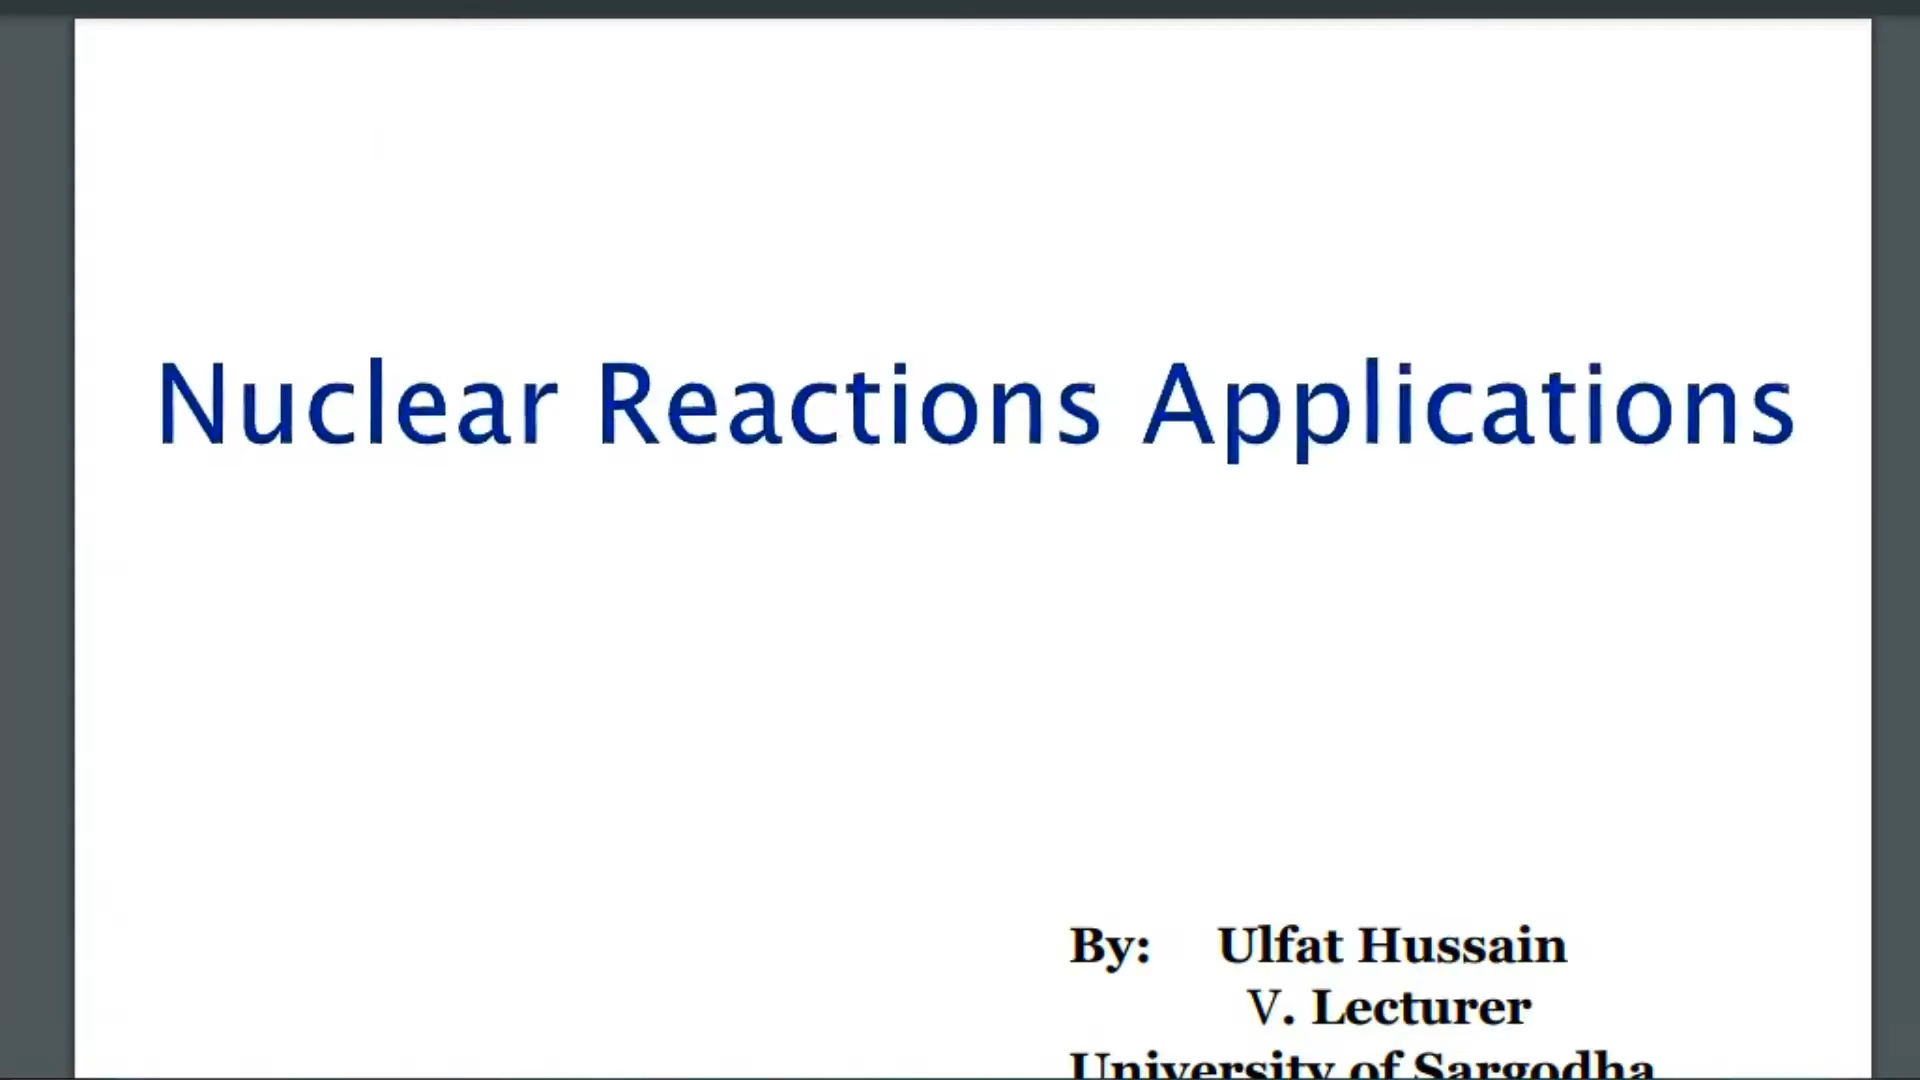 Nuclear Reactions Applications
By: Ulfat Hussain
V. Lecturer
University of Sargodha